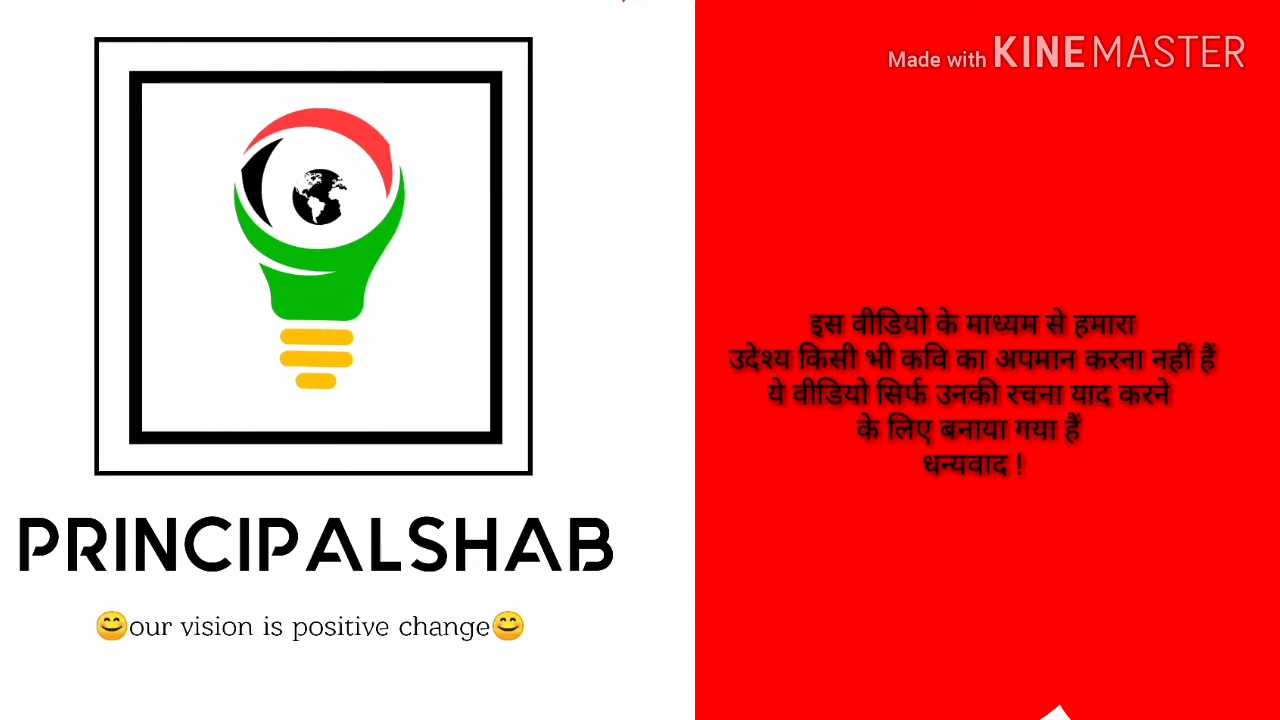 PRINCIPALSHAB
😊our vision is positive change😊
Made with KINEMASTER
इस वीडियो के माध्यम से हमारा
उदेश्य किसी भी कवि का अपमान करना नहीं हैं
ये वीडियो सिर्फ उनकी रचना याद करने
के लिए बनाया गया हैं
धन्यवाद !